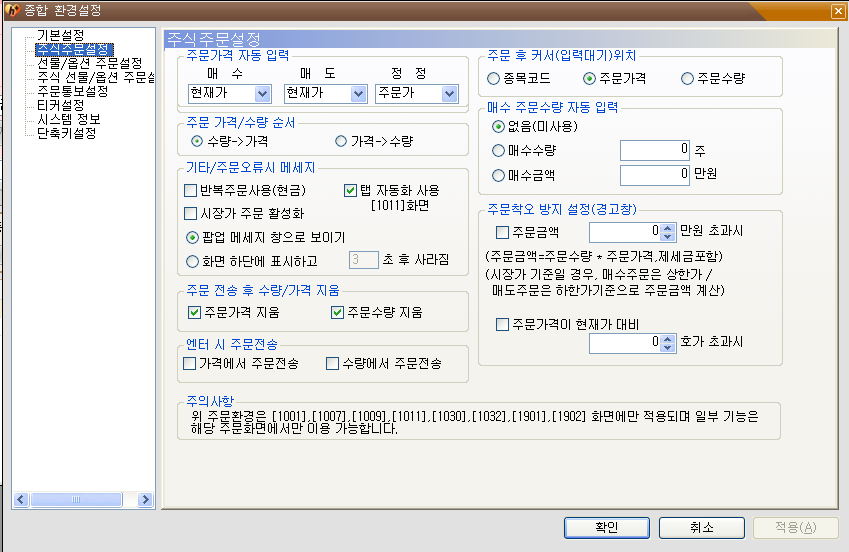 종합 환경설정
기본설정
주식주문설정
선물/옵션 주문설정
주식 선물/옵션 주문설
주문통보설정
티커설정
시스템 정보
단축키설정
주식주문설정
주문가격 자동 입력
매 수 매 도 정 정
현재가 현재가 주문가
주문 가격/수량 순서
수량->가격 가격->수량
기타/주문오류시 메세지
반복주문사용(현금) 탭 자동화 사용
[1011]화면
시장가 주문 활성화
팝업 메세지 창으로 보이기
화면 하단에 표시하고 3 초 후 사라짐
주문 전송 후 수량/가격 지움
주문가격 지움 주문수량 지움
엔터 시 주문전송
가격에서 주문전송 수량에서 주문전송
주문 후 커서(입력대기)위치
종목코드 주문가격 주문수량
매수 주문수량 자동 입력
없음(미사용)
매수수량 0 주
매수금액 0 만원
주문착오 방지 설정(경고창)
주문금액 0 만원 초과시
(주문금액=주문수량 * 주문가격,제세금포함)
(시장가 기준일 경우, 매수주문은 상한가 /
매도주문은 하한가기준으로 주문금액 계산)
주문가격이 현재가 대비
0 호가 초과시
주의사항
위 주문환경은 [1001],[1007],[1009],[1011],[1030],[1032],[1901],[1902] 화면에만 적용되며 일부 기능은
해당 주문화면에서만 이용 가능합니다.
확인 취소 적용(A)